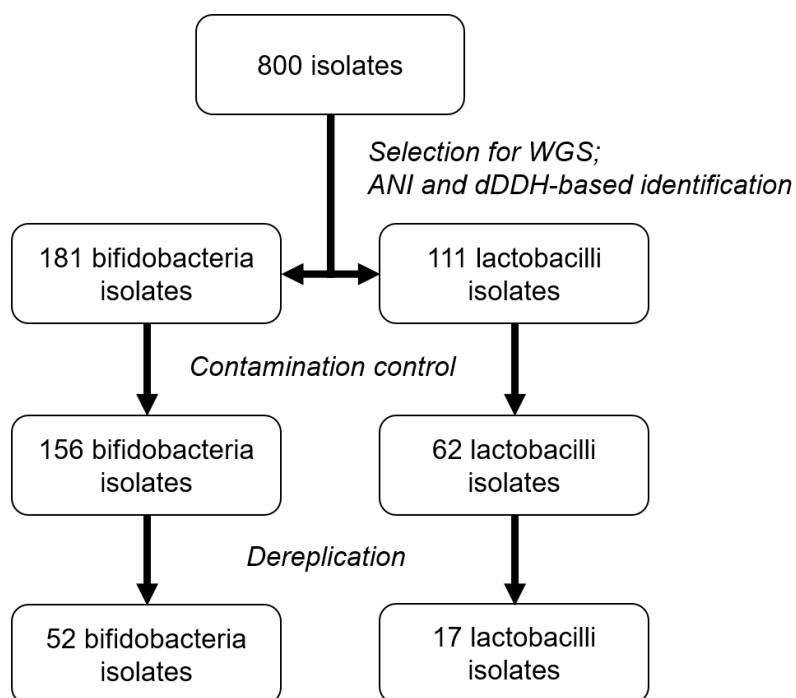 800 isolates
Selection for WGS;
ANI and dDDH-based identification
181 bifidobacteria
isolates
111 lactobacilli
isolates
Contamination control
156 bifidobacteria
isolates
62 lactobacilli
isolates
Dereplication
52 bifidobacteria
isolates
17 lactobacilli
isolates